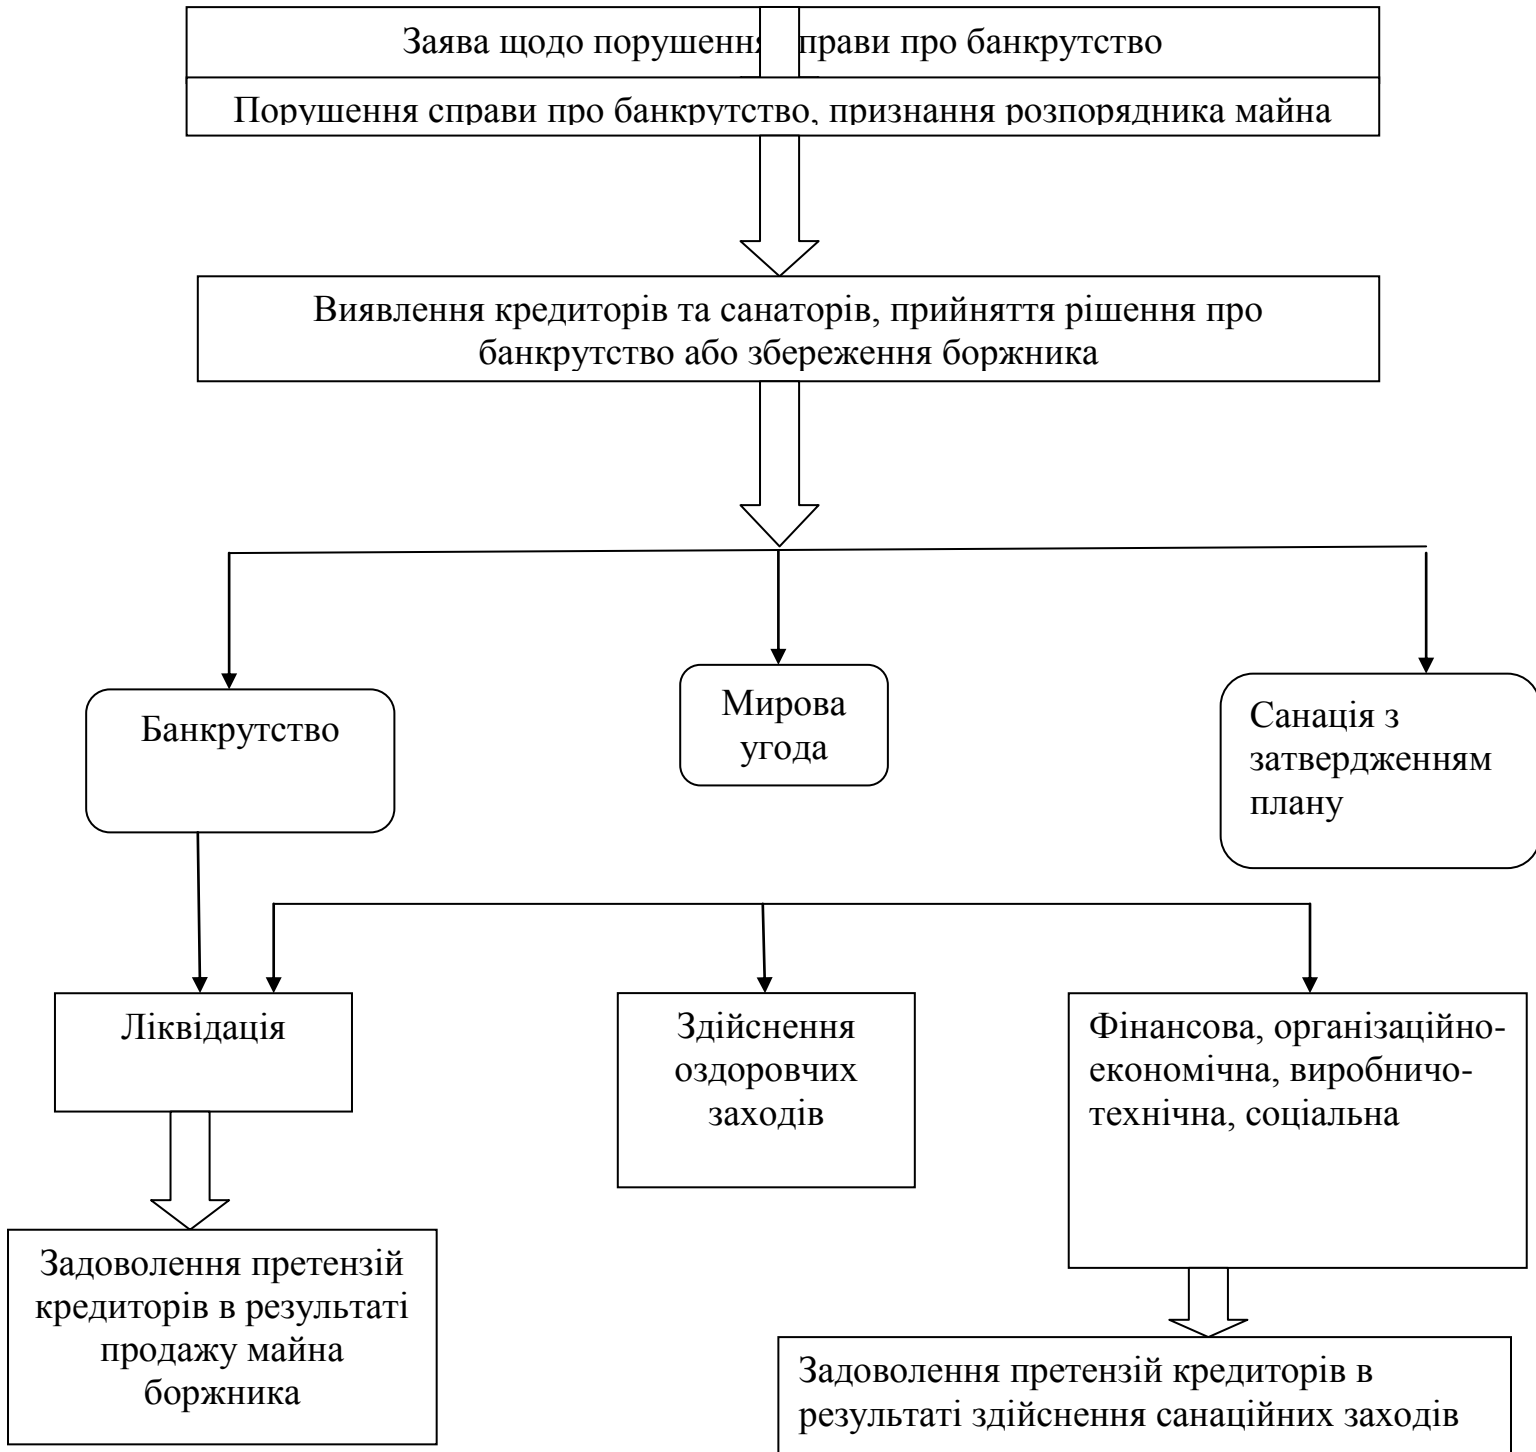 Заява щодо порушення прави про банкрутство
Порушення справи про банкрутство, признання розпорядника майна
Виявлення кредиторів та санаторів, прийняття рішення про
банкрутство або збереження боржника
Банкрутство
Мирова
угода
Санація з
затвердженням
плану
Ліквідація
Здійснення
оздоровчих
заходів
Фінансова, організаційно-
економічна, виробничо-
технічна, соціальна
Задоволення претензій
кредиторів в результаті
продажу майна
боржника
Задоволення претензій кредиторів в
результаті здійснення санаційних заходів